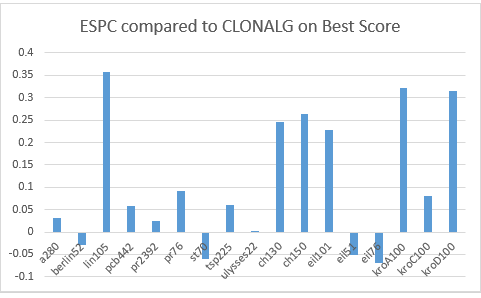 ESPC compared to CLONALG on Best Score
0.4
0.35
0.3
0.25
0.2
0.15
0.1
0.05
0
-0.05
-0.1
a280
berlin52
lin105
pcb442
pr2392
pr76
st70
tsp225
ulysses22
ch130
ch150
eil101
eil51
eil76
kroA100
kroC100
kroD100